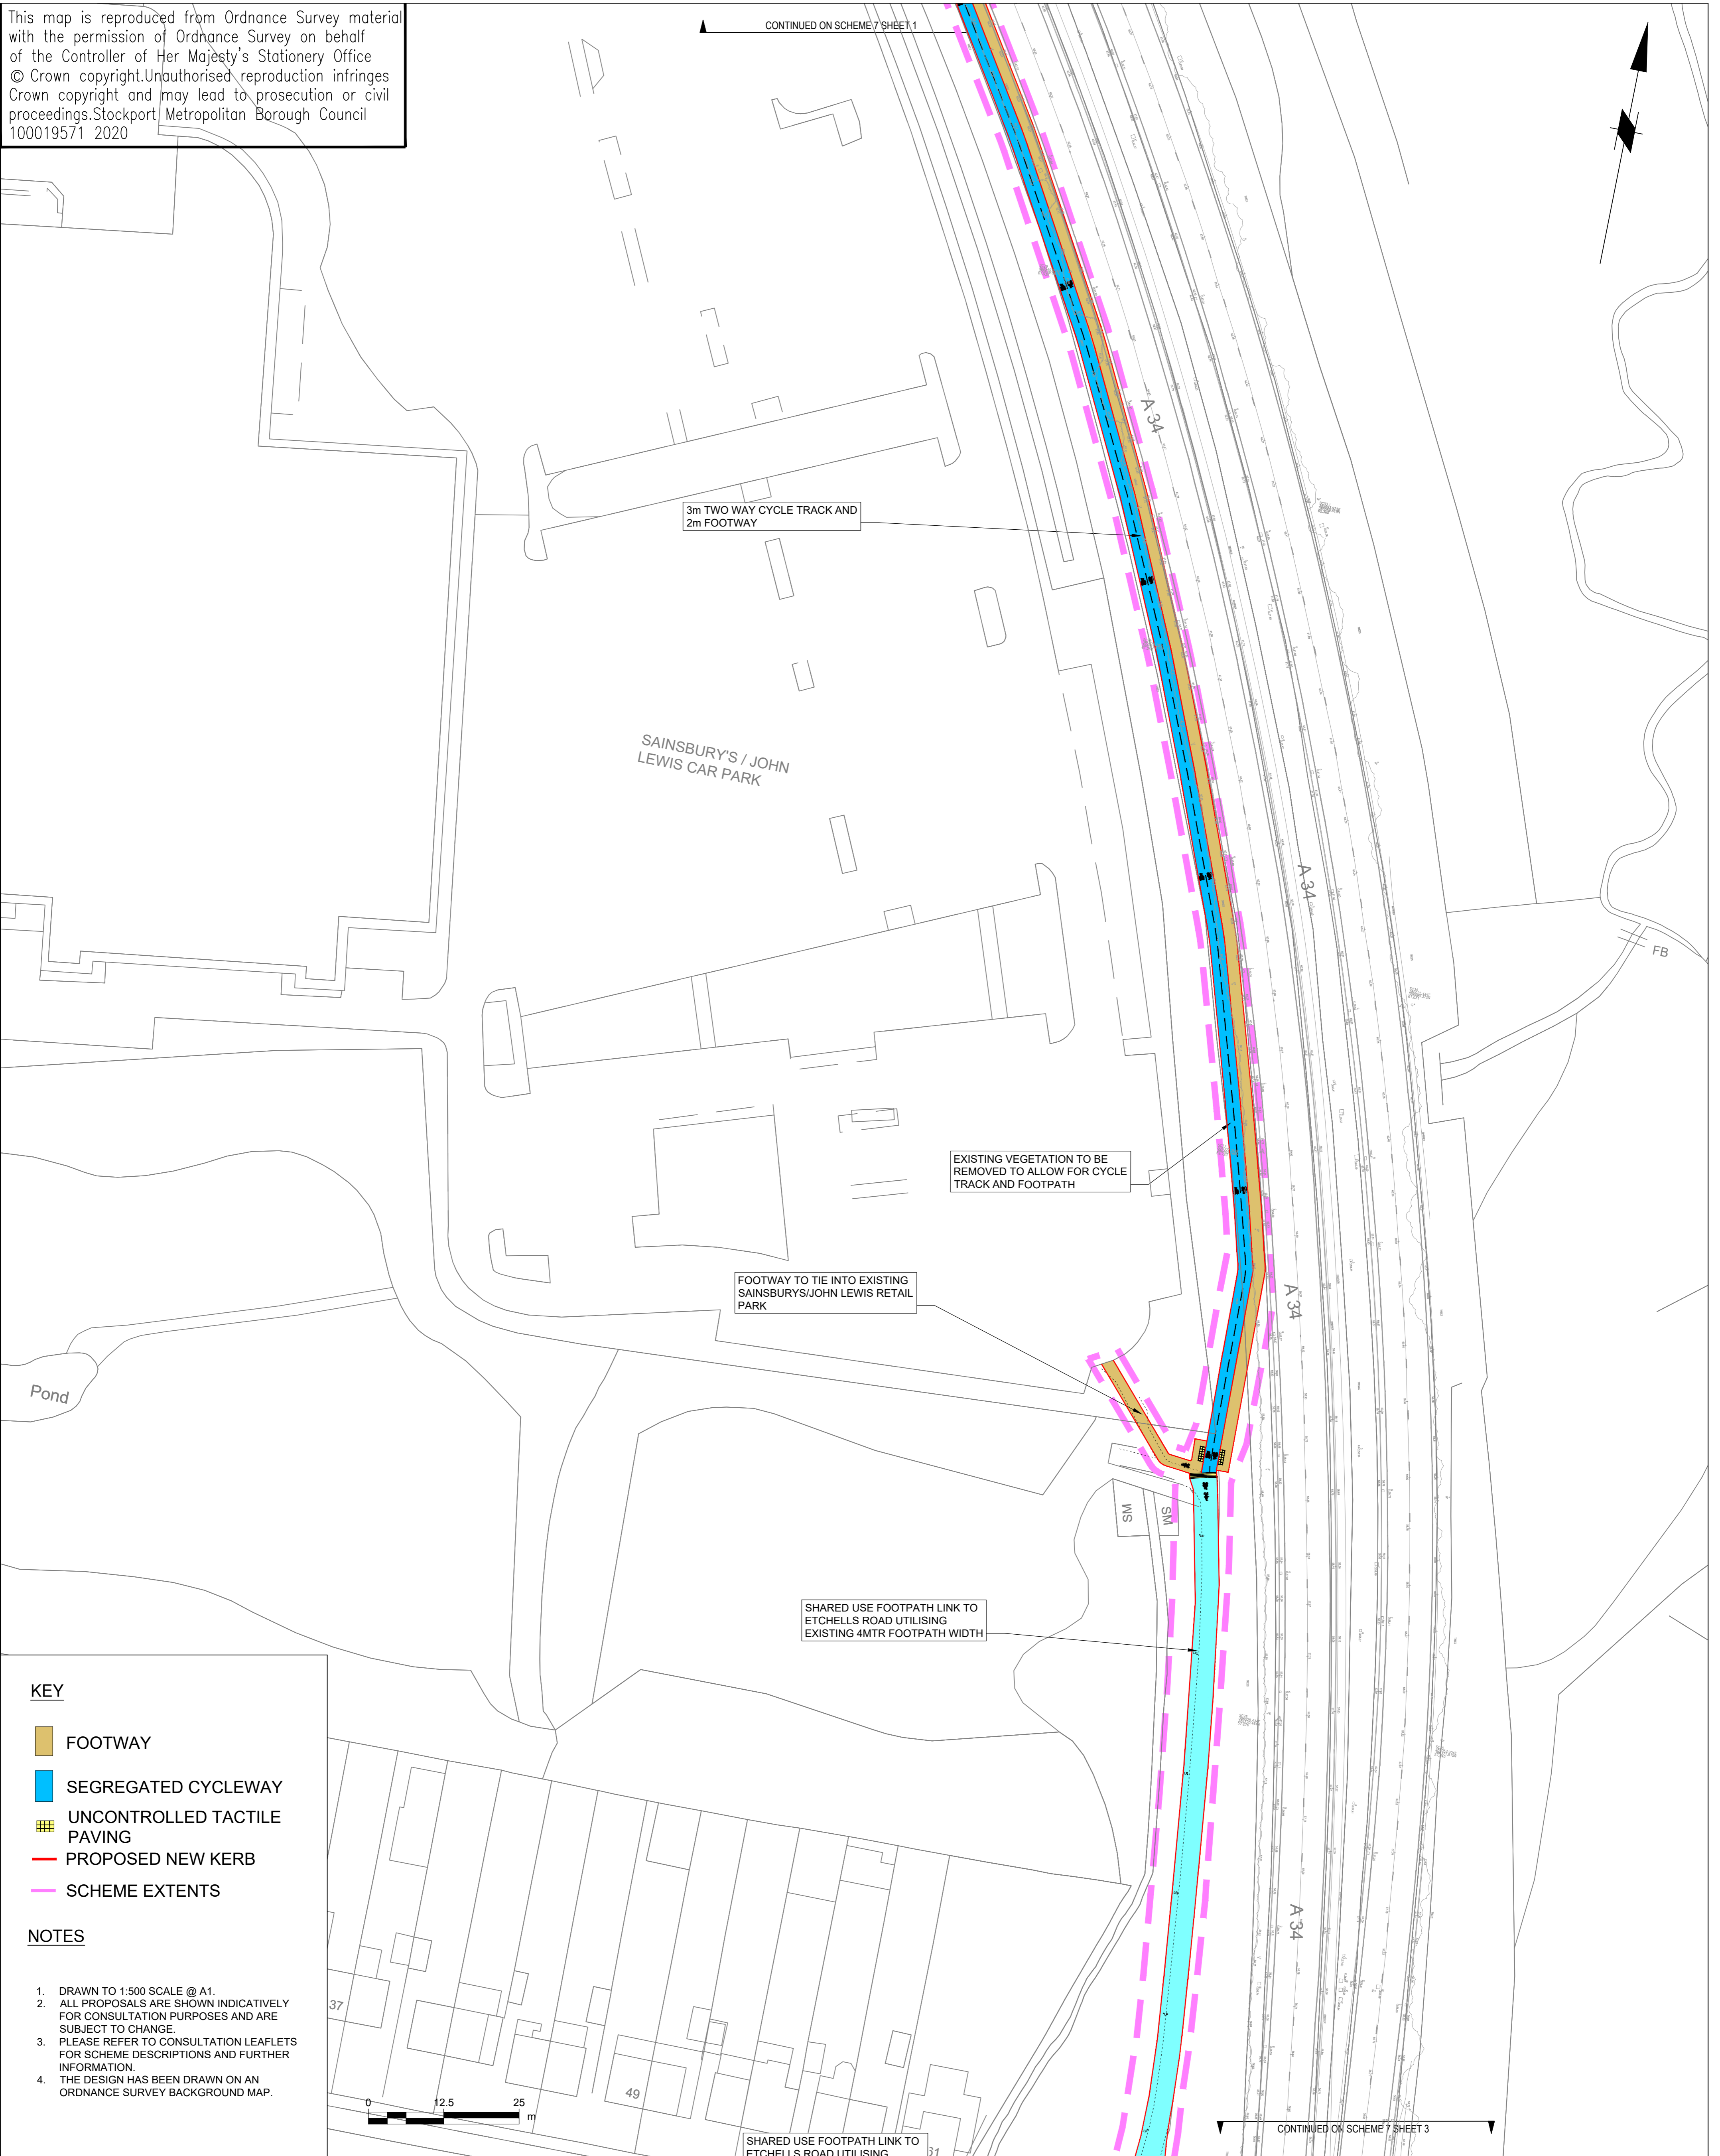 This map is reproduced from Ordnance Survey material
with the permission of Ordnance Survey on behalf
of the Controller of Her Majesty's Stationery Office
© Crown copyright.Unauthorised reproduction infringes
Crown copyright and may lead to prosecution or civil
proceedings.Stockport Metropolitan Borough Council
100019571 2020
CONTINUED ON SCHEME 7 SHEET 1
A 34
3m TWO WAY CYCLE TRACK AND
2m FOOTWAY
SAINSBURY'S / JOHN
LEWIS CAR PARK
A 34
FB
EXISTING VEGETATION TO BE
REMOVED TO ALLOW FOR CYCLE
TRACK AND FOOTPATH
FOOTWAY TO TIE INTO EXISTING
SAINSBURYS/JOHN LEWIS RETAIL
PARK
A 34
Pond
SM
SM
SHARED USE FOOTPATH LINK TO
ETCHELLS ROAD UTILISING
EXISTING 4MTR FOOTPATH WIDTH
KEY
FOOTWAY
SEGREGATED CYCLEWAY
UNCONTROLLED TACTILE
PAVING
PROPOSED NEW KERB
SCHEME EXTENTS
NOTES
1. DRAWN TO 1:500 SCALE @ A1.
2. ALL PROPOSALS ARE SHOWN INDICATIVELY
FOR CONSULTATION PURPOSES AND ARE
SUBJECT TO CHANGE.
3. PLEASE REFER TO CONSULTATION LEAFLETS
FOR SCHEME DESCRIPTIONS AND FURTHER
INFORMATION.
4. THE DESIGN HAS BEEN DRAWN ON AN
ORDNANCE SURVEY BACKGROUND MAP.
A 34
37
49
0 12.5 25
m
61
CONTINUED ON SCHEME 7 SHEET 3
SHARED USE FOOTPATH LINK TO
ETCHELLS ROAD UTILISING